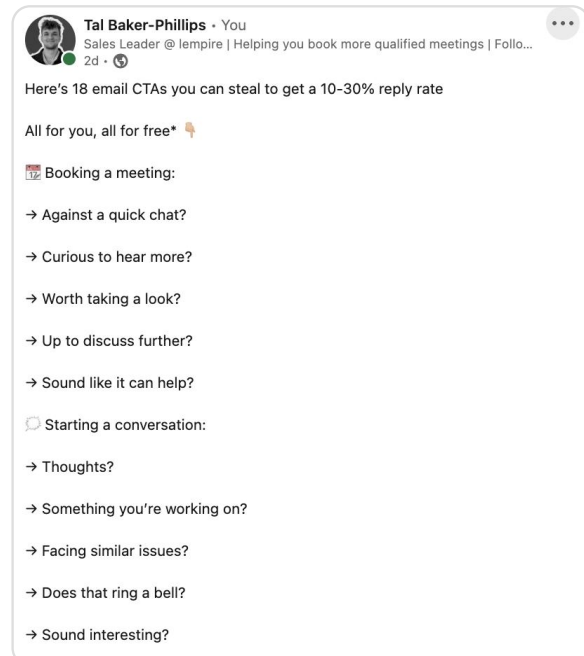 Tal Baker-Phillips • You
Sales Leader @ lempire | Helping you book more qualified meetings | Follo...
2d •
Here's 18 email CTAs you can steal to get a 10-30% reply rate
All for you, all for free* 👇🏼
📅 Booking a meeting:
→ Against a quick chat?
→ Curious to hear more?
→ Worth taking a look?
→ Up to discuss further?
→ Sound like it can help?
💭 Starting a conversation:
→ Thoughts?
→ Something you're working on?
→ Facing similar issues?
→ Does that ring a bell?
→ Sound interesting?